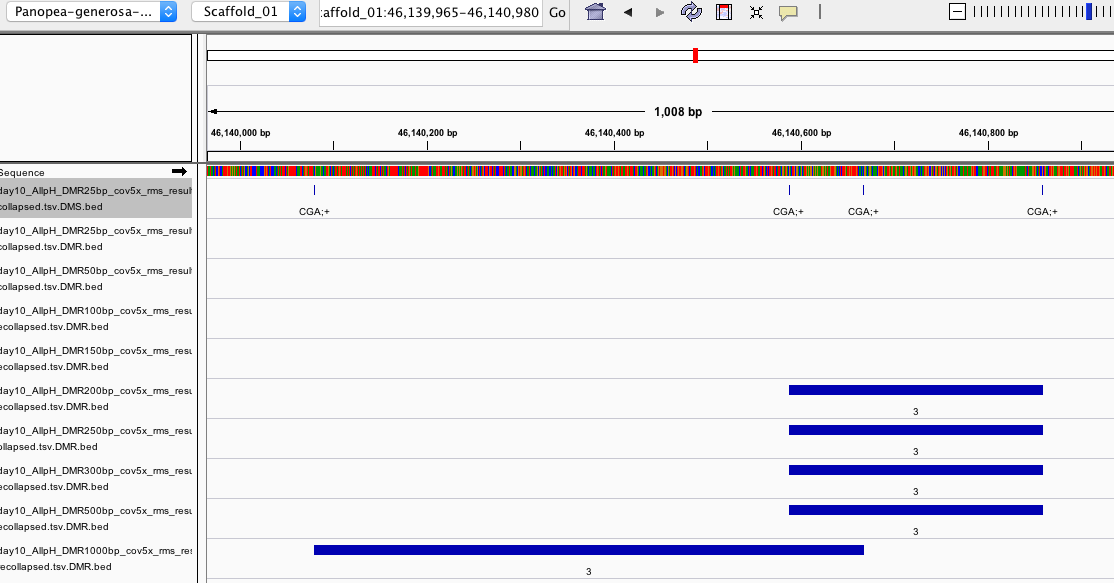 Panopea-generosa-... Scaffold_01 :affold_01:46,139,965-46,140,980 Go
1,008 bp
46,140,000 bp 46,140,200 bp 46,140,400 bp 46,140,600 bp 46,140,800 bp
Sequence
day10_AllpH_DMR25bp_cov5x_rms_resul
collapsed.tsv.DMS.bed
CGA;+ CGA;+ CGA;+ CGA;+
day10_AllpH_DMR25bp_cov5x_rms_resul
collapsed.tsv.DMR.bed
day10_AllpH_DMR50bp_cov5x_rms_resul
collapsed.tsv.DMR.bed
day10_AllpH_DMR100bp_cov5x_rms_resu
ecollapsed.tsv.DMR.bed
day10_AllpH_DMR150bp_cov5x_rms_resu
ecollapsed.tsv.DMR.bed
day10_AllpH_DMR200bp_cov5x_rms_resu
ecollapsed.tsv.DMR.bed
3
day10_AllpH_DMR250bp_cov5x_rms_resu
ollapsed.tsv.DMR.bed
3
day10_AllpH_DMR300bp_cov5x_rms_resu
ecollapsed.tsv.DMR.bed
3
day10_AllpH_DMR500bp_cov5x_rms_resu
ecollapsed.tsv.DMR.bed
3
day10_AllpH_DMR1000bp_cov5x_rms_res
recollapsed.tsv.DMR.bed
3